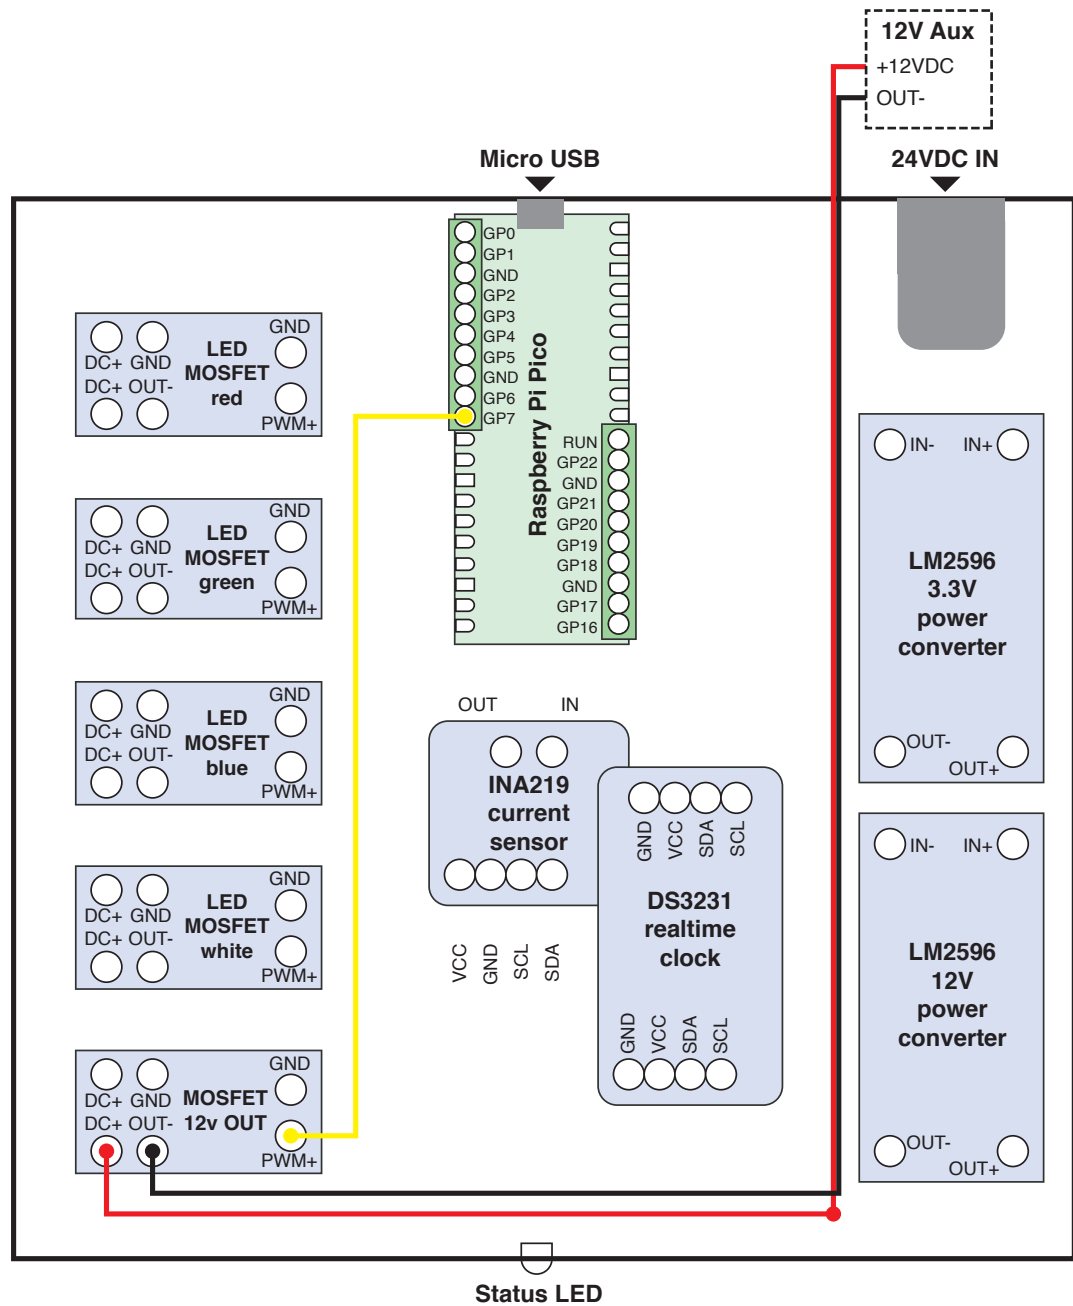 12V Aux
+12VDC
OUT-
Micro USB
24VDC IN
GP0
GP1
GND
GP2
GP3
GP4
GP5
GND
GP6
GP7
Raspberry Pi Pico
RUN
GP22
GND
GP21
GP20
GP19
GP18
GND
GP17
GP16
GND
DC+ GND
DC+ OUT-
LED
MOSFET
red
PWM+
GND
DC+ GND
DC+ OUT-
LED
MOSFET
green
PWM+
GND
DC+ GND
DC+ OUT-
LED
MOSFET
blue
PWM+
GND
DC+ GND
DC+ OUT-
LED
MOSFET
white
PWM+
GND
DC+ GND
DC+ OUT-
MOSFET
12v OUT
PWM+
OUT IN
INA219
current
sensor
VCC
GND
SCL
SDA
GND
VCC
SDA
SCL
DS3231
realtime
clock
GND
VCC
SDA
SCL
IN- IN+
LM2596
3.3V
power
converter
OUT-
OUT+
IN- IN+
LM2596
12V
power
converter
OUT-
OUT+
Status LED